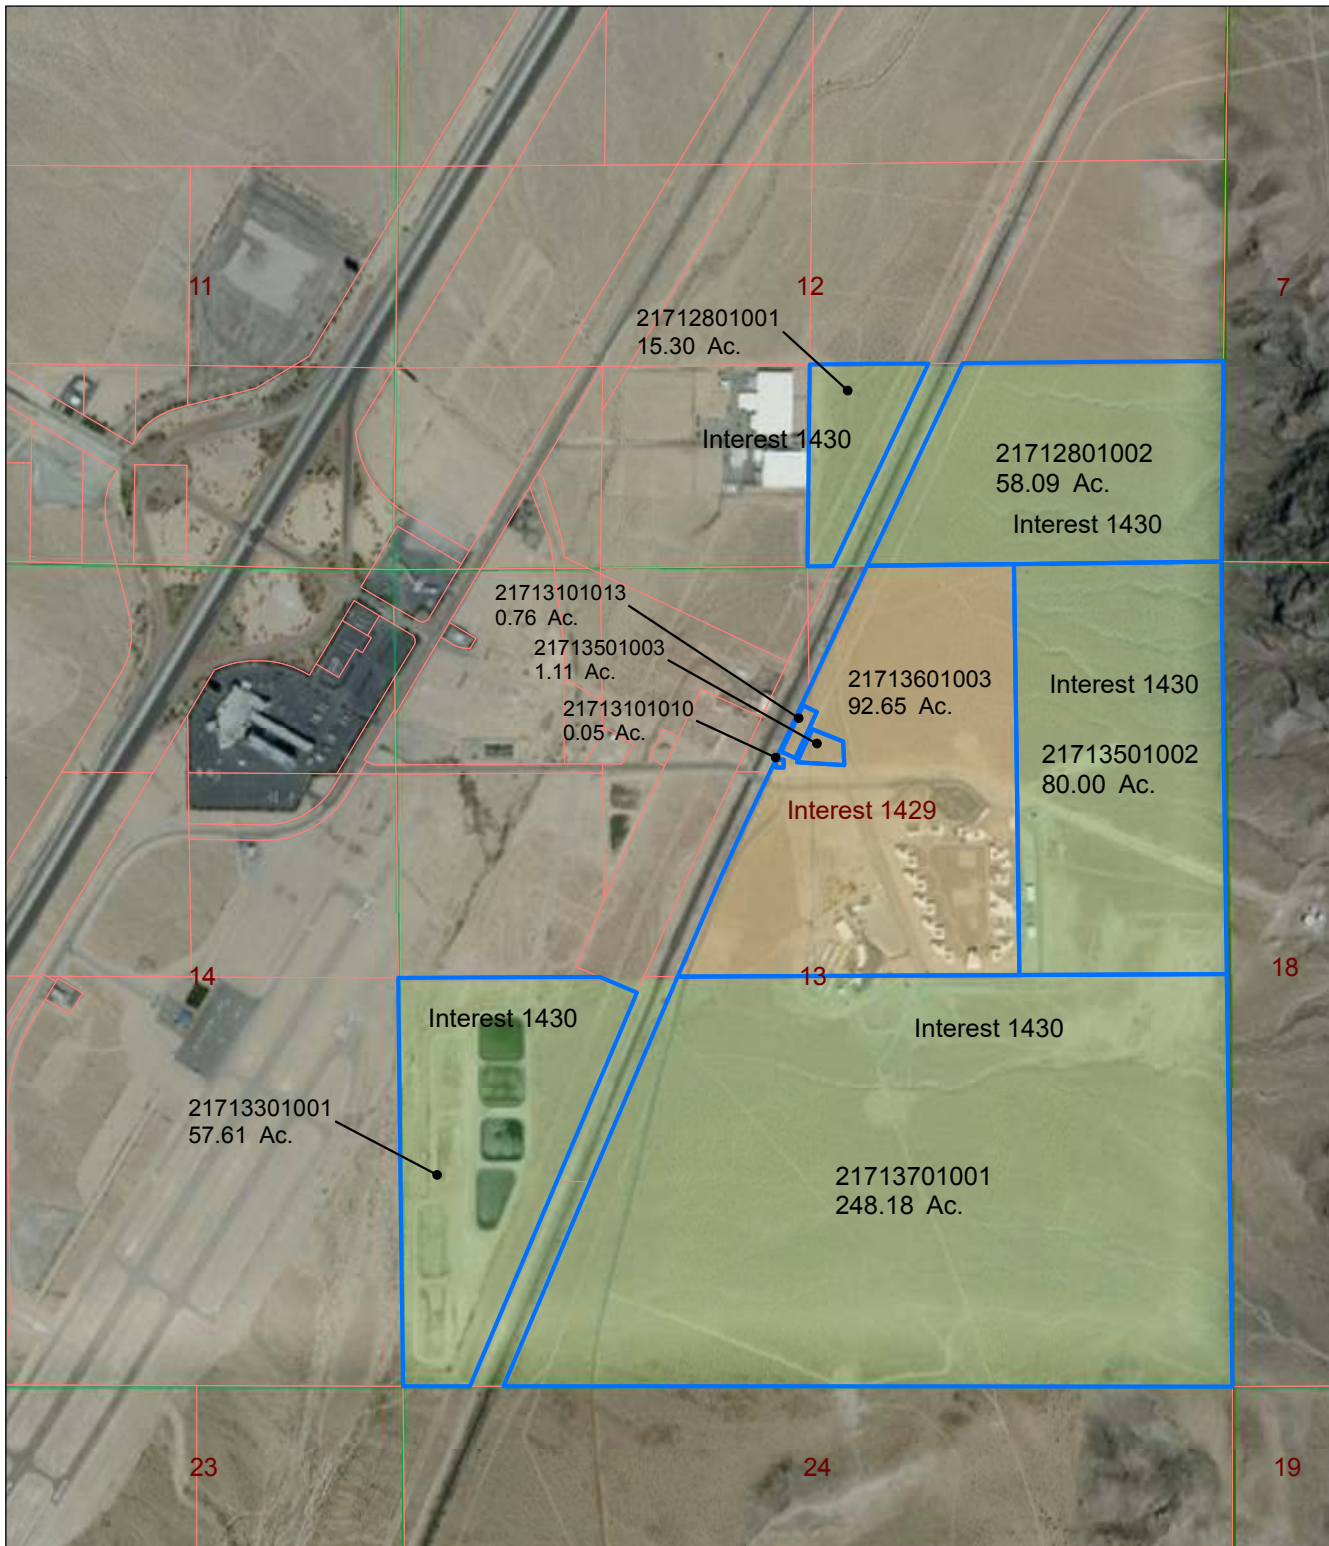 11
12
7
21712801001
15.30 Ac.
Interest 1430
21712801002
58.09 Ac.
Interest 1430
21713101013
0.76 Ac.
21713501003
1.11 Ac.
21713101010
0.05 Ac.
21713601003
92.65 Ac.
Interest 1430
21713501002
80.00 Ac.
Interest 1429
14
13
18
Interest 1430
Interest 1430
21713301001
57.61 Ac.
21713701001
248.18 Ac.
23
24
19